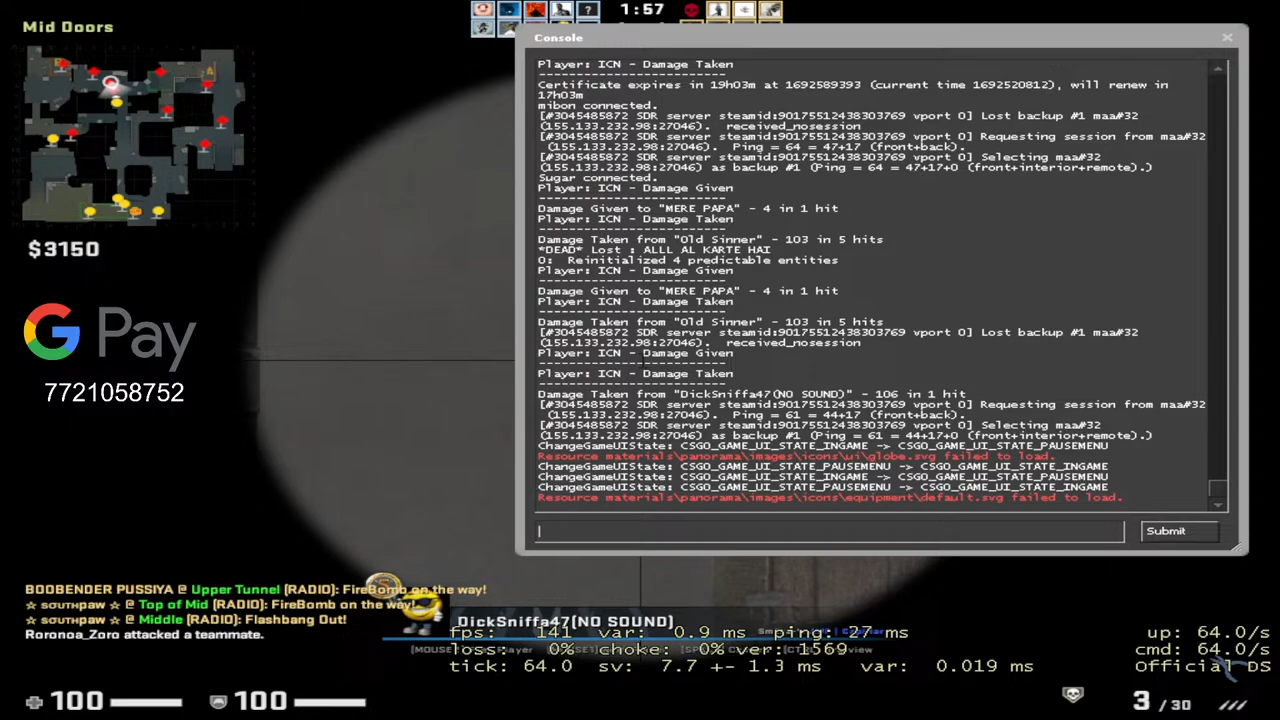 Mid Doors
1:57
$3150
G Pay
7721058752
Console
Player: ICN - Damage Taken
-------------------------
Certificate expires in 19h03m at 1692589393 (current time 1692520812), will renew in
17h03m
mibon connected.
[#3045485872 SDR server steamid:90175512438303769 vport 0] Lost backup #1 maa#32
(155.133.232.98:27046).  received_nosession
[#3045485872 SDR server steamid:90175512438303769 vport 0] Requesting session from maa#32
(155.133.232.98:27046).  Ping = 64 = 47+17 (front+back).
[#3045485872 SDR server steamid:90175512438303769 vport 0] Selecting maa#32
(155.133.232.98:27046) as backup #1 (Ping = 64 = 47+17+0 (front+interior+remote).)
Sugar connected.
Player: ICN - Damage Given
-------------------------
Damage Given to "MERE PAPA" - 4 in 1 hit
Player: ICN - Damage Taken
-------------------------
Damage Taken from "Old Sinner" - 103 in 5 hits
*DEAD* Lost : ALLL AL KARTE HAI
0:  Reinitialized 4 predictable entities
Player: ICN - Damage Given
-------------------------
Damage Given to "MERE PAPA" - 4 in 1 hit
Player: ICN - Damage Taken
-------------------------
Damage Taken from "Old Sinner" - 103 in 5 hits
[#3045485872 SDR server steamid:90175512438303769 vport 0] Lost backup #1 maa#32
(155.133.232.98:27046).  received_nosession
Player: ICN - Damage Given
-------------------------
Player: ICN - Damage Taken
-------------------------
Damage Taken from "DickSniffa47(NO SOUND)" - 106 in 1 hit
[#3045485872 SDR server steamid:90175512438303769 vport 0] Requesting session from maa#32
(155.133.232.98:27046).  Ping = 61 = 44+17 (front+back).
[#3045485872 SDR server steamid:90175512438303769 vport 0] Selecting maa#32
(155.133.232.98:27046) as backup #1 (Ping = 61 = 44+17+0 (front+interior+remote).)
ChangeGameUIState: CSGO_GAME_UI_STATE_INGAME -> CSGO_GAME_UI_STATE_PAUSEMENU
Resource materials\panorama\images\icons\ui\globe.svg failed to load.
ChangeGameUIState: CSGO_GAME_UI_STATE_PAUSEMENU -> CSGO_GAME_UI_STATE_INGAME
ChangeGameUIState: CSGO_GAME_UI_STATE_INGAME -> CSGO_GAME_UI_STATE_PAUSEMENU
ChangeGameUIState: CSGO_GAME_UI_STATE_PAUSEMENU -> CSGO_GAME_UI_STATE_INGAME
Resource materials\panorama\images\icons\equipment\default.svg failed to load.
Submit
BOOBENDER PUSSIYA @ Upper Tunnel (RADIO): FireBomb on the way!
☆ sσυтнpaw ☆ @ Top of Mid (RADIO): FireBomb on the way!
☆ sσυтнpaw ☆ @ Middle (RADIO): Flashbang Out!
Roronoa_Zoro attacked a teammate.
DickSniffa47(NO SOUND)
fps: 141 var: 0.9 ms ping: 27 ms
loss: 0% choke: 0% ver: 1569
tick: 64.0 sv: 7.7 +- 1.3 ms var: 0.019 ms
up: 64.0/s
cmd: 64.0/s
Official DS
100
100
3 / 30